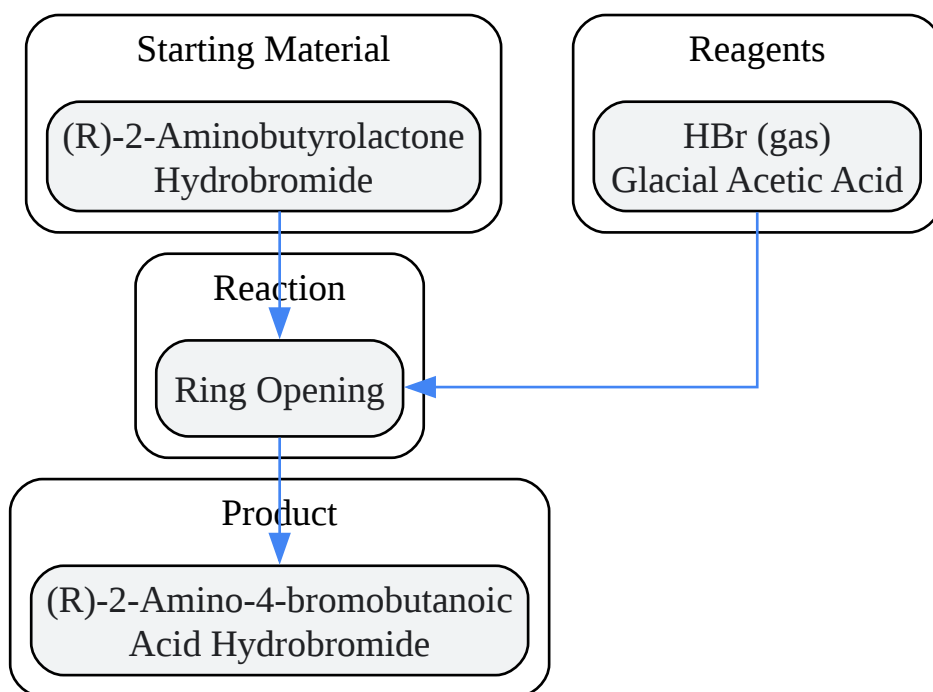 Starting Material
(R)-2-Aminobutyrolactone
Hydrobromide
Reagents
HBr (gas)
Glacial Acetic Acid
Reaction
Ring Opening
Product
(R)-2-Amino-4-bromobutanoic
Acid Hydrobromide